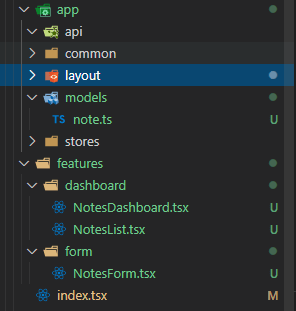 app
api
common
layout
models
TS note.ts U
stores
features
dashboard
NotesDashboard.tsx U
NotesList.tsx U
form
NotesForm.tsx U
index.tsx M